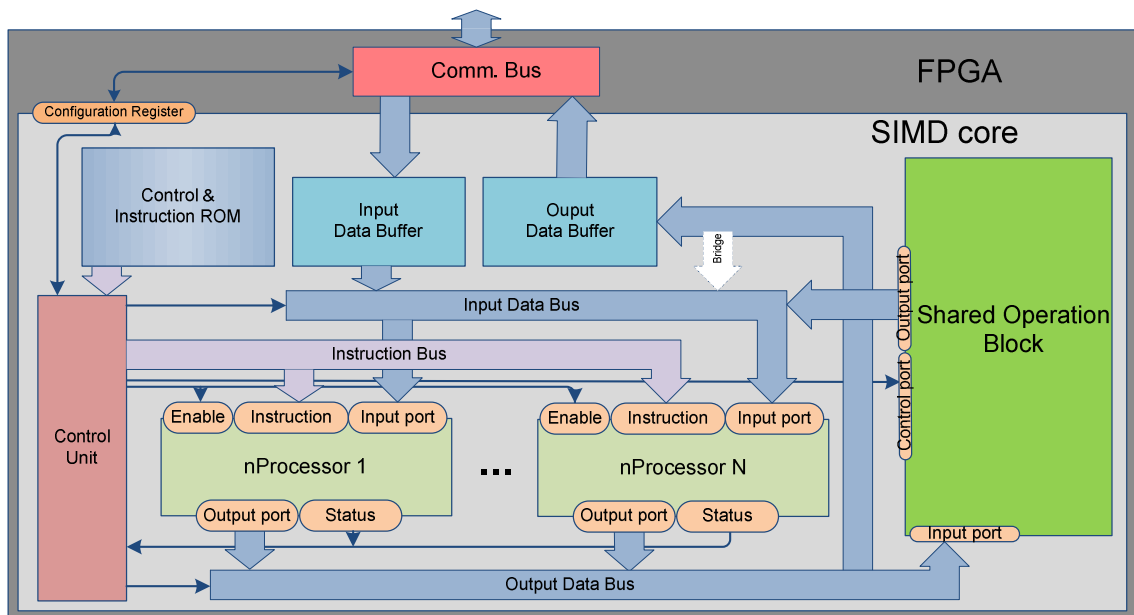 Comm. Bus
FPGA
Configuration Register
SIMD core
Control &
Instruction ROM
Input
Data Buffer
Ouput
Data Buffer
Bridge
Output port
Shared Operation
Block
Input Data Bus
Instruction Bus
Control port
Enable
Instruction
Input port
Enable
Instruction
Input port
Control
Unit
nProcessor 1
...
nProcessor N
Output port
Status
Output port
Status
Input port
Output Data Bus